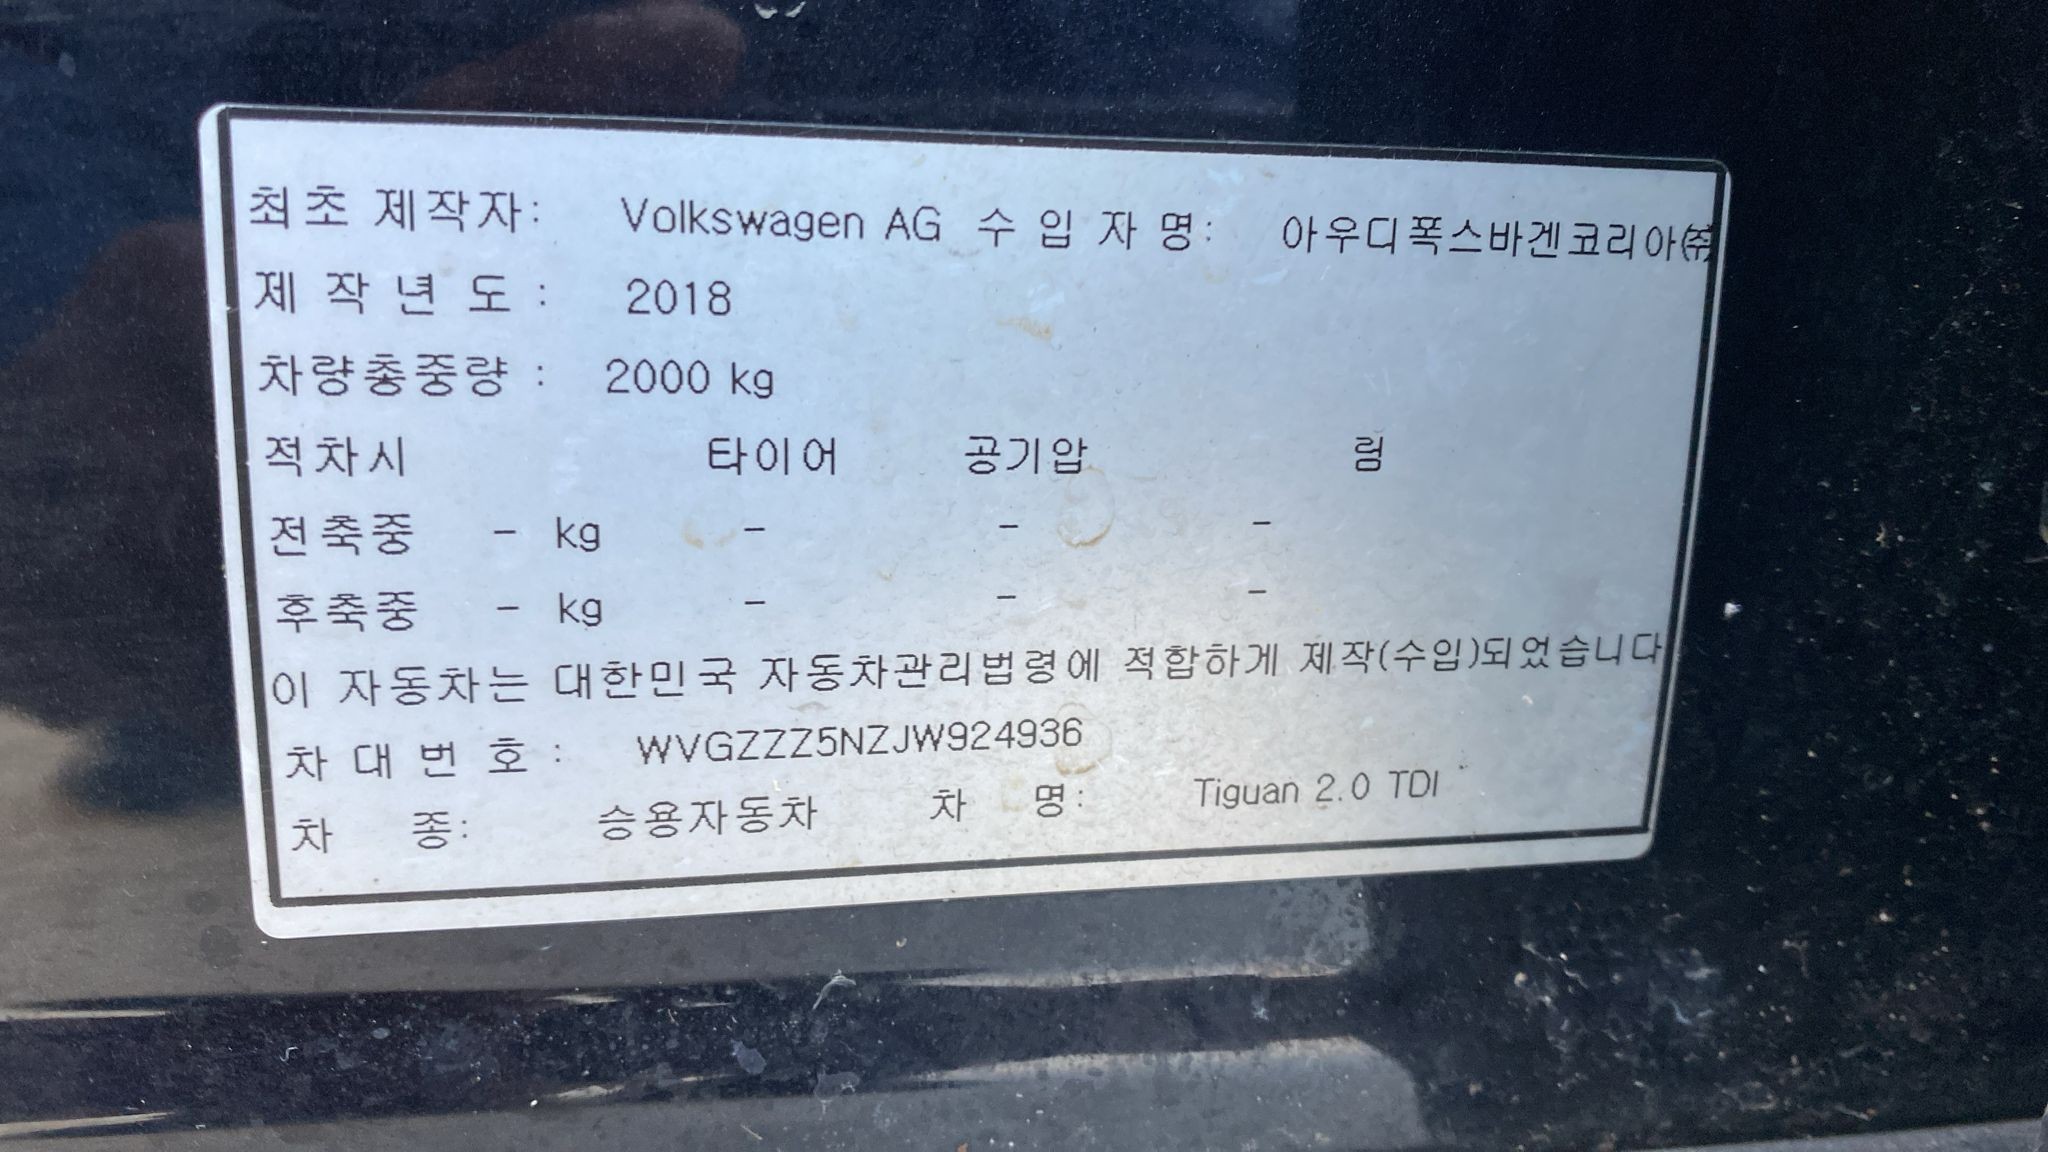 최초 제작자: Volkswagen AG 수 입 자 명: 아우디폭스바겐코리아㈜
제 작 년 도 : 2018
차량총중량 : 2000 kg
적차시 타이어 공기압 림
전축중 - kg - - -
후축중 - kg - - -
이 자동차는 대한민국 자동차관리법령에 적합하게 제작(수입)되었습니다
차 대 번 호 : WVGZZZ5NZJW924936
차 종: 승용자동차 차 명: Tiguan 2.0 TDI